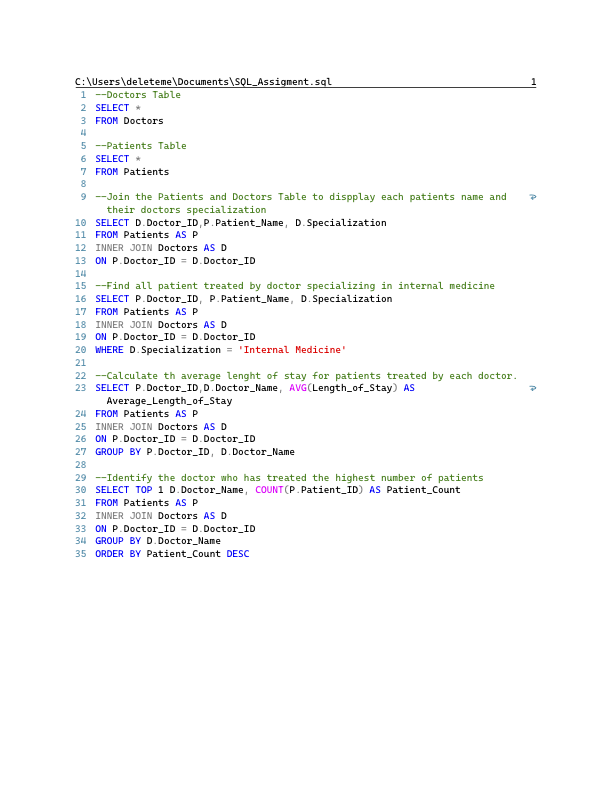 C:\Users\deleteme\Documents\SQL_Assigment.sql 1
1 --Doctors Table
2 SELECT *
3 FROM Doctors
4
5 --Patients Table
6 SELECT *
7 FROM Patients
8
9 --Join the Patients and Doctors Table to dispplay each patients name and
their doctors specialization
10 SELECT D.Doctor_ID,P.Patient_Name, D.Specialization
11 FROM Patients AS P
12 INNER JOIN Doctors AS D
13 ON P.Doctor_ID = D.Doctor_ID
14
15 --Find all patient treated by doctor specializing in internal medicine
16 SELECT P.Doctor_ID, P.Patient_Name, D.Specialization
17 FROM Patients AS P
18 INNER JOIN Doctors AS D
19 ON P.Doctor_ID = D.Doctor_ID
20 WHERE D.Specialization = 'Internal Medicine'
21
22 --Calculate th average lenght of stay for patients treated by each doctor.
23 SELECT P.Doctor_ID,D.Doctor_Name, AVG(Length_of_Stay) AS
Average_Length_of_Stay
24 FROM Patients AS P
25 INNER JOIN Doctors AS D
26 ON P.Doctor_ID = D.Doctor_ID
27 GROUP BY P.Doctor_ID, D.Doctor_Name
28
29 --Identify the doctor who has treated the highest number of patients
30 SELECT TOP 1 D.Doctor_Name, COUNT(P.Patient_ID) AS Patient_Count
31 FROM Patients AS P
32 INNER JOIN Doctors AS D
33 ON P.Doctor_ID = D.Doctor_ID
34 GROUP BY D.Doctor_Name
35 ORDER BY Patient_Count DESC